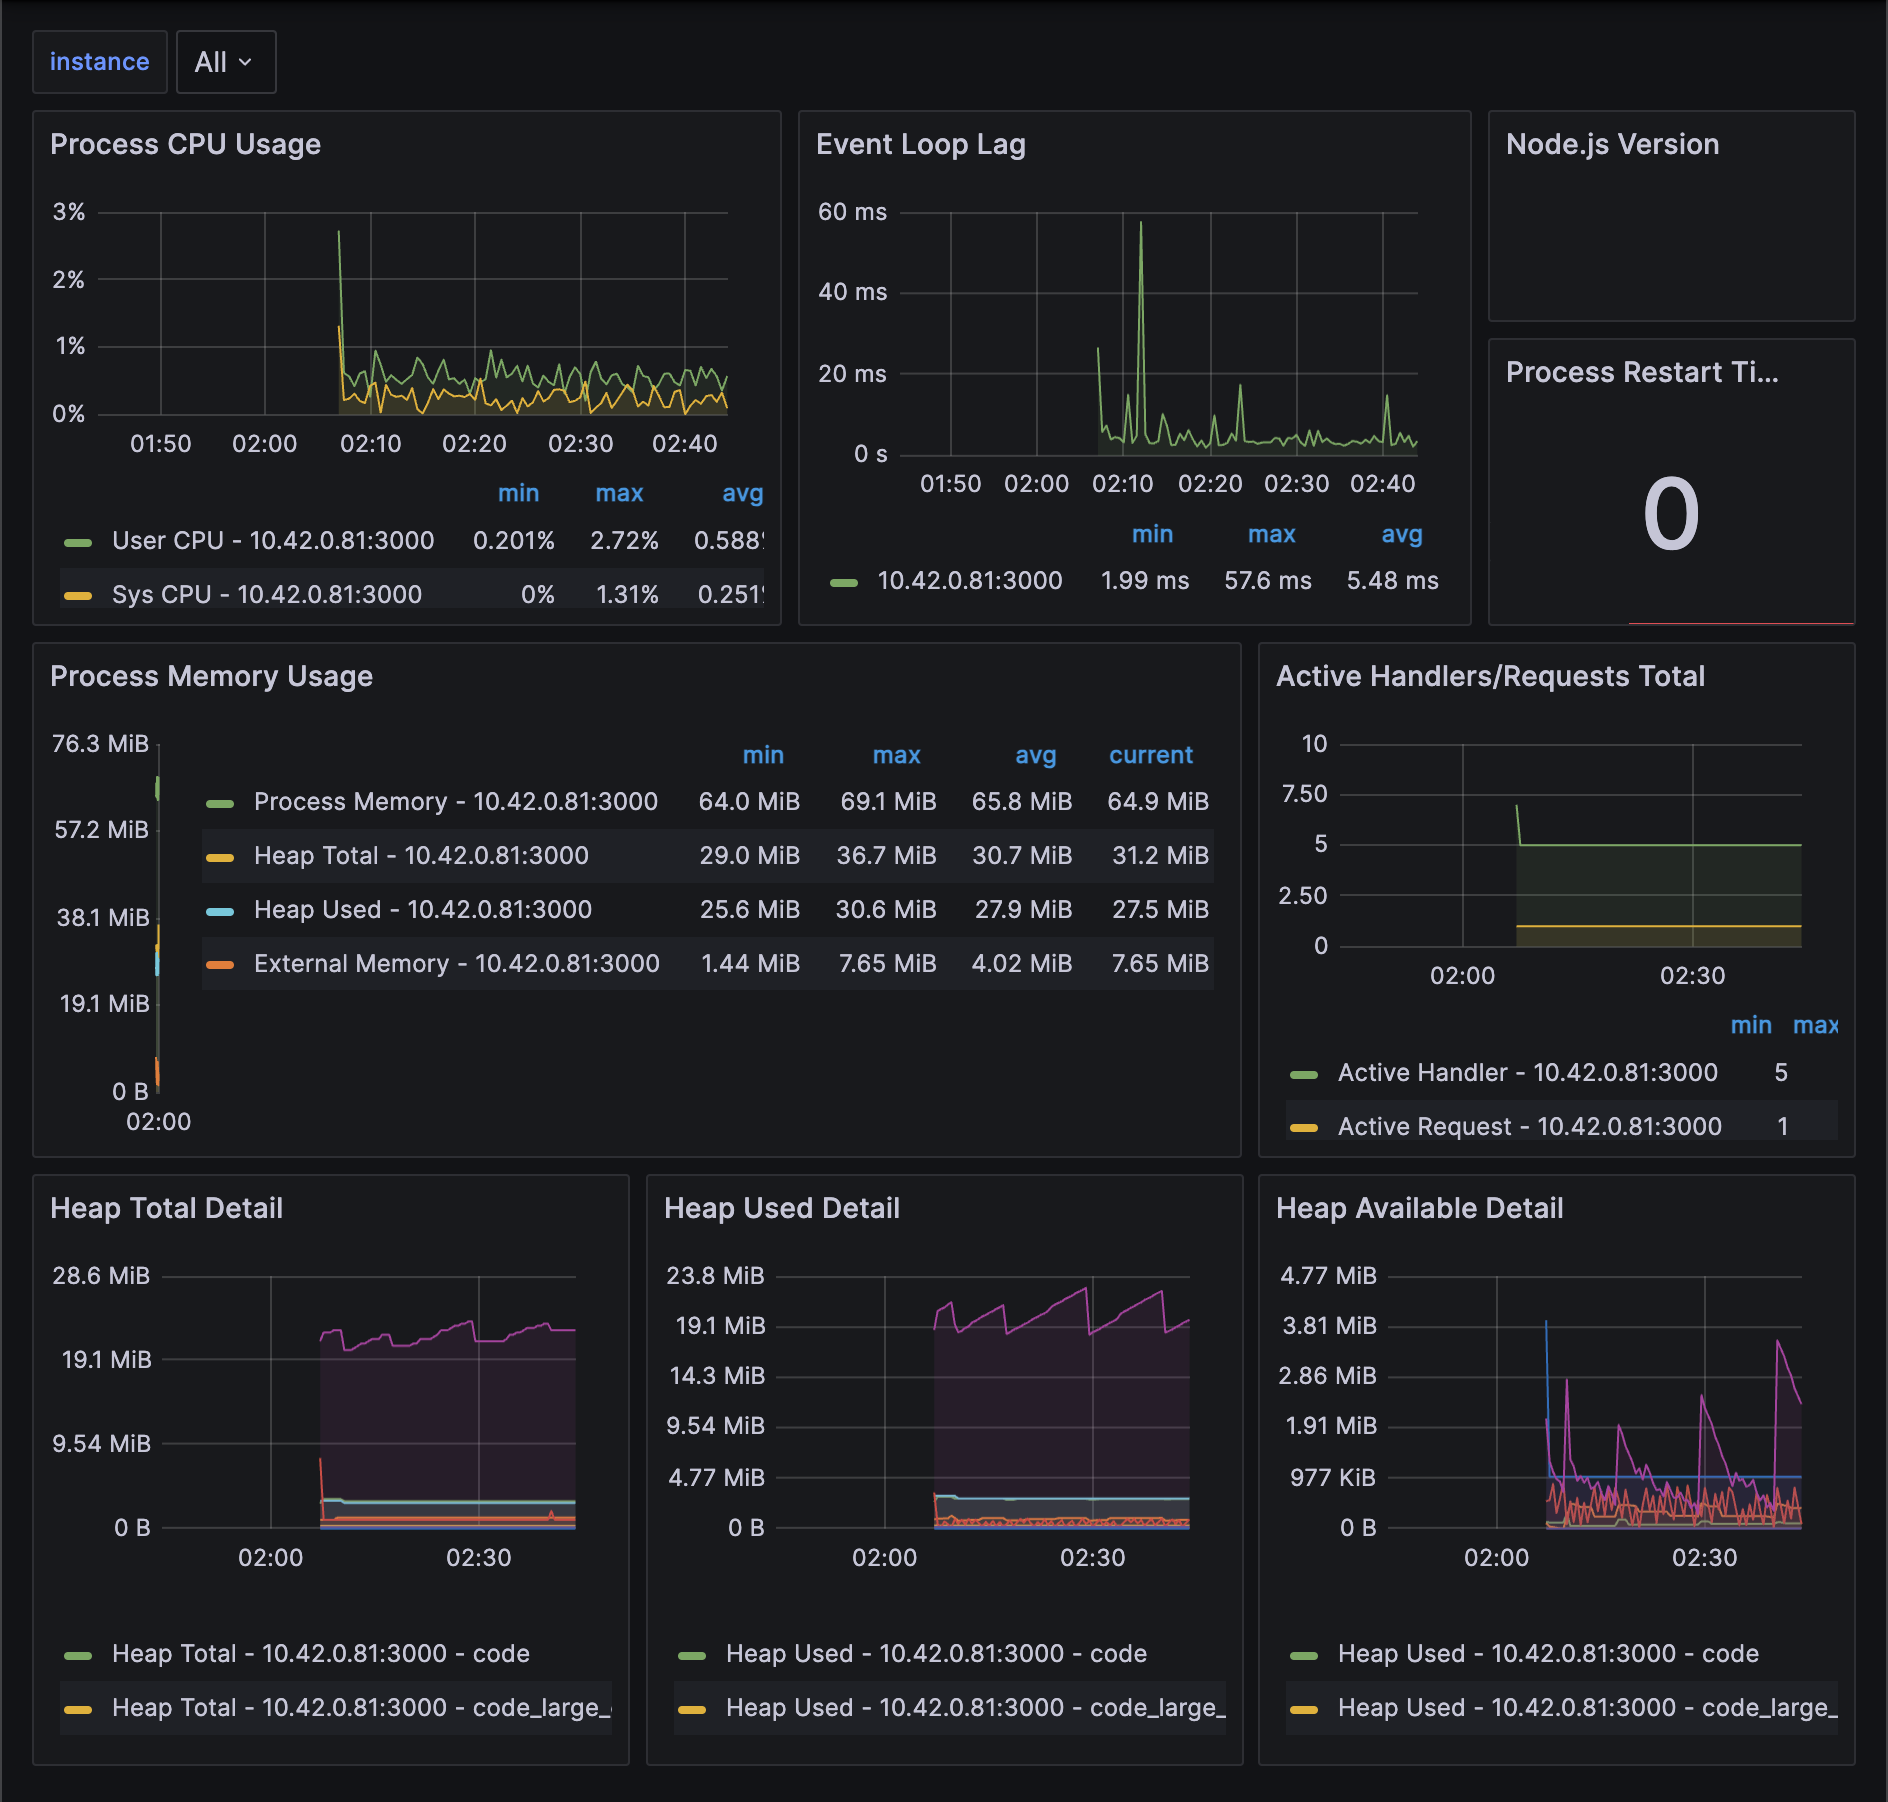 instance All
Process CPU Usage
3%
2%
1%
0%
01:50 02:00 02:10 02:20 02:30 02:40
min max avg
User CPU - 10.42.0.81:3000 0.201% 2.72% 0.588
Sys CPU - 10.42.0.81:3000 0% 1.31% 0.251
Event Loop Lag
60 ms
40 ms
20 ms
0 s
01:50 02:00 02:10 02:20 02:30 02:40
min max avg
10.42.0.81:3000 1.99 ms 57.6 ms 5.48 ms
Node.js Version
Process Restart Ti...
0
Process Memory Usage
76.3 MiB
57.2 MiB
38.1 MiB
19.1 MiB
0 B
02:00
min max avg current
Process Memory - 10.42.0.81:3000 64.0 MiB 69.1 MiB 65.8 MiB 64.9 MiB
Heap Total - 10.42.0.81:3000 29.0 MiB 36.7 MiB 30.7 MiB 31.2 MiB
Heap Used - 10.42.0.81:3000 25.6 MiB 30.6 MiB 27.9 MiB 27.5 MiB
External Memory - 10.42.0.81:3000 1.44 MiB 7.65 MiB 4.02 MiB 7.65 MiB
Active Handlers/Requests Total
10
7.50
5
2.50
0
02:00 02:30
min max
Active Handler - 10.42.0.81:3000 5
Active Request - 10.42.0.81:3000 1
Heap Total Detail
28.6 MiB
19.1 MiB
9.54 MiB
0 B
02:00 02:30
Heap Total - 10.42.0.81:3000 - code
Heap Total - 10.42.0.81:3000 - code_large_
Heap Used Detail
23.8 MiB
19.1 MiB
14.3 MiB
9.54 MiB
4.77 MiB
0 B
02:00 02:30
Heap Used - 10.42.0.81:3000 - code
Heap Used - 10.42.0.81:3000 - code_large_
Heap Available Detail
4.77 MiB
3.81 MiB
2.86 MiB
1.91 MiB
977 KiB
0 B
02:00 02:30
Heap Used - 10.42.0.81:3000 - code
Heap Used - 10.42.0.81:3000 - code_large_